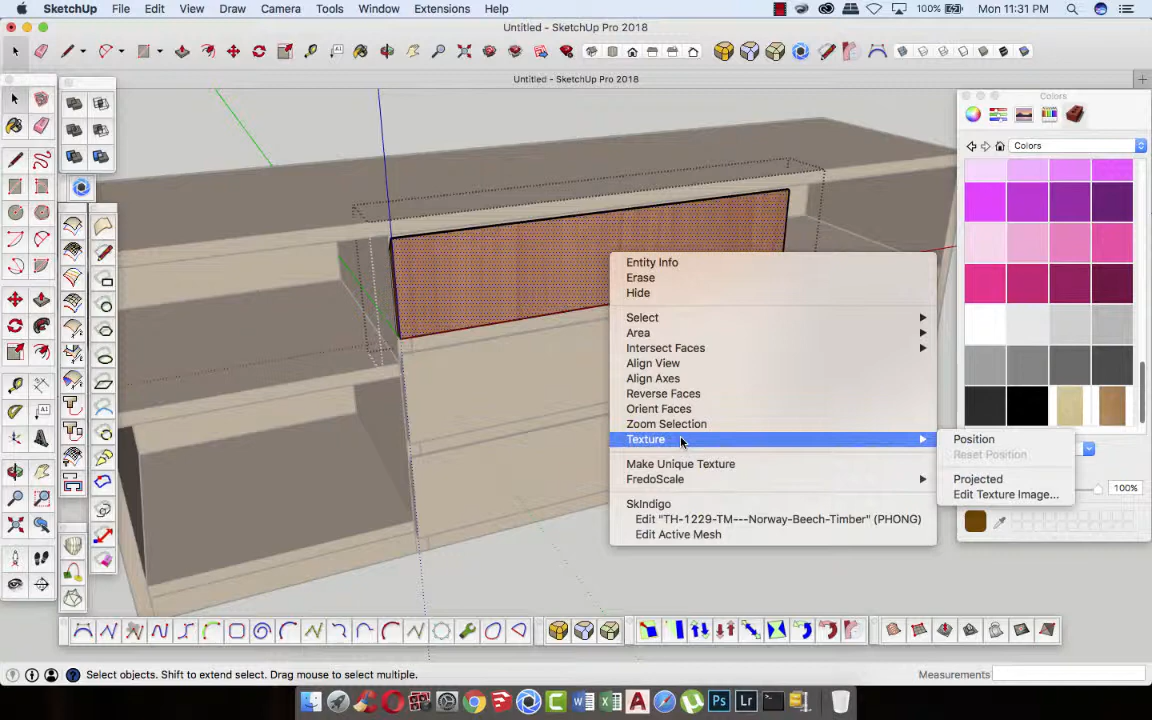 SketchUp File Edit View Draw Camera Tools Window Extensions Help 100% Mon 11:31 PM
Untitled - SketchUp Pro 2018
Untitled - SketchUp Pro 2018
Colors
Colors
Entity Info
Erase
Hide
Select
Area
Intersect Faces
Align View
Align Axes
Reverse Faces
Orient Faces
Zoom Selection
Texture
Make Unique Texture
FredoScale
SkIndigo
Edit "TH-1229-TM---Norway-Beech-Timber" (PHONG)
Edit Active Mesh
Position
Reset Position
Projected
Edit Texture Image...
100%
Select objects. Shift to extend select. Drag mouse to select multiple.
Measurements
Ps
Lr